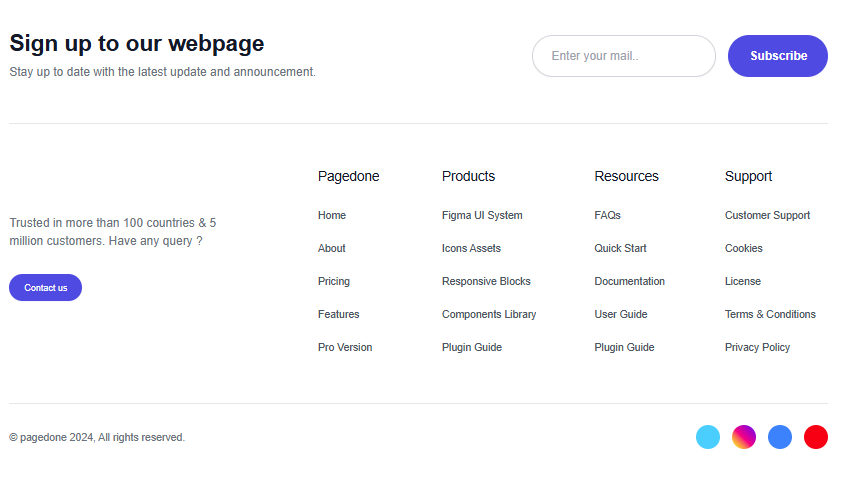 Sign up to our webpage
Stay up to date with the latest update and announcement.
Enter your mail..
Subscribe
Trusted in more than 100 countries & 5
million customers. Have any query ?
Contact us
Pagedone
Home
About
Pricing
Features
Pro Version
Products
Figma UI System
Icons Assets
Responsive Blocks
Components Library
Plugin Guide
Resources
FAQs
Quick Start
Documentation
User Guide
Plugin Guide
Support
Customer Support
Cookies
License
Terms & Conditions
Privacy Policy
© pagedone 2024, All rights reserved.